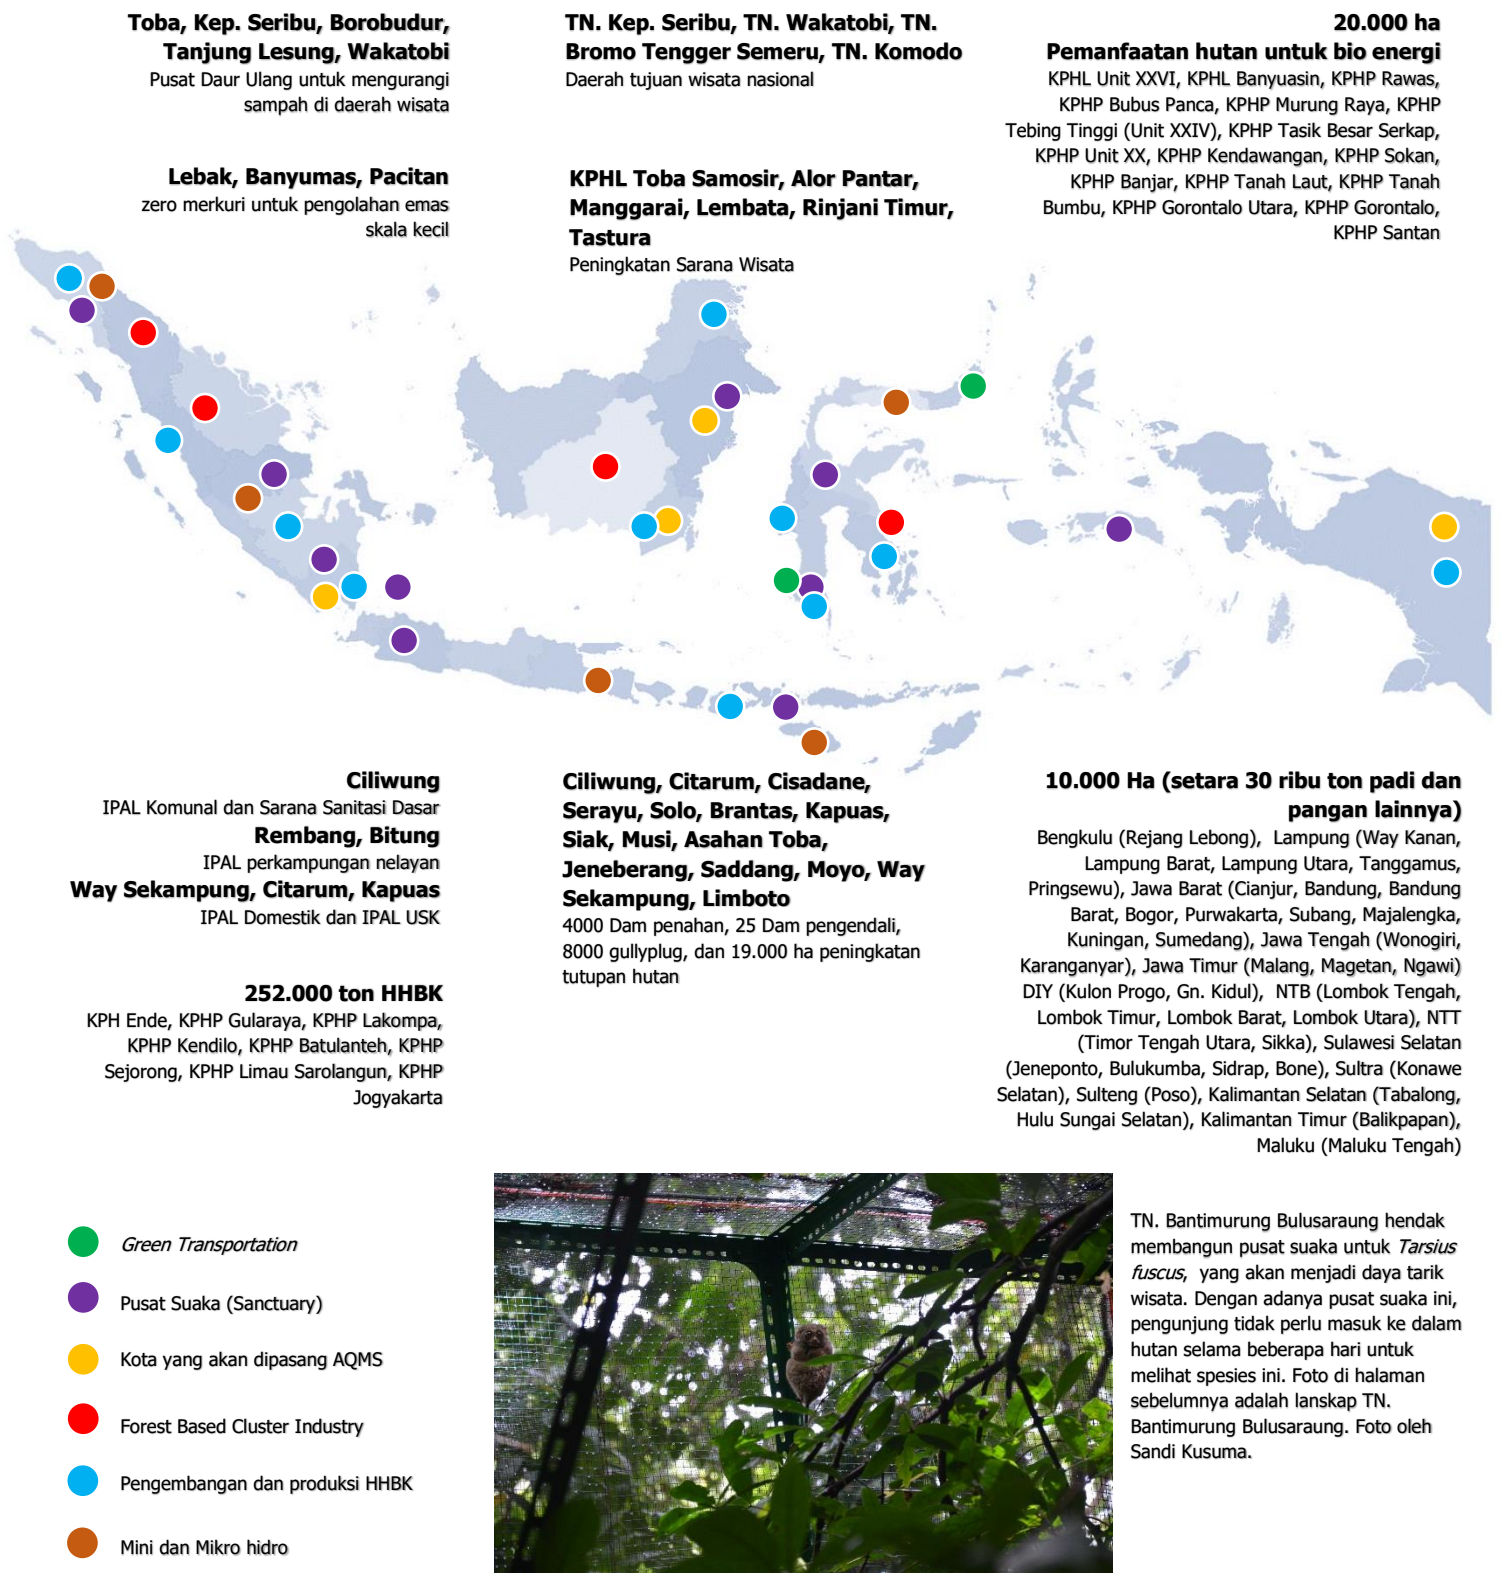 Toba, Kep. Seribu, Borobudur,
Tanjung Lesung, Wakatobi
Pusat Daur Ulang untuk mengurangi
sampah di daerah wisata
TN. Kep. Seribu, TN. Wakatobi, TN.
Bromo Tengger Semeru, TN. Komodo
Daerah tujuan wisata nasional
20.000 ha
Pemanfaatan hutan untuk bio energi
KPHL Unit XXVI, KPHL Banyuasin, KPHP Rawas,
KPHP Bubus Panca, KPHP Murung Raya, KPHP
Tebing Tinggi (Unit XXIV), KPHP Tasik Besar Serkap,
KPHP Unit XX, KPHP Kendawangan, KPHP Sokan,
KPHP Banjar, KPHP Tanah Laut, KPHP Tanah
Bumbu, KPHP Gorontalo Utara, KPHP Gorontalo,
KPHP Santan
Lebak, Banyumas, Pacitan
zero merkuri untuk pengolahan emas
skala kecil
KPHL Toba Samosir, Alor Pantar,
Manggarai, Lembata, Rinjani Timur,
Tastura
Peningkatan Sarana Wisata
Ciliwung
IPAL Komunal dan Sarana Sanitasi Dasar
Rembang, Bitung
IPAL perkampungan nelayan
Way Sekampung, Citarum, Kapuas
IPAL Domestik dan IPAL USK
252.000 ton HHBK
KPH Ende, KPHP Gularaya, KPHP Lakompa,
KPHP Kendilo, KPHP Batulanteh, KPHP
Sejorong, KPHP Limau Sarolangun, KPHP
Jogyakarta
Ciliwung, Citarum, Cisadane,
Serayu, Solo, Brantas, Kapuas,
Siak, Musi, Asahan Toba,
Jeneberang, Saddang, Moyo, Way
Sekampung, Limboto
4000 Dam penahan, 25 Dam pengendali,
8000 gullyplug, dan 19.000 ha peningkatan
tutupan hutan
10.000 Ha (setara 30 ribu ton padi dan
pangan lainnya)
Bengkulu (Rejang Lebong), Lampung (Way Kanan,
Lampung Barat, Lampung Utara, Tanggamus,
Pringsewu), Jawa Barat (Cianjur, Bandung, Bandung
Barat, Bogor, Purwakarta, Subang, Majalengka,
Kuningan, Sumedang), Jawa Tengah (Wonogiri,
Karanganyar), Jawa Timur (Malang, Magetan, Ngawi)
DIY (Kulon Progo, Gn. Kidul), NTB (Lombok Tengah,
Lombok Timur, Lombok Barat, Lombok Utara), NTT
(Timor Tengah Utara, Sikka), Sulawesi Selatan
(Jeneponto, Bulukumba, Sidrap, Bone), Sultra (Konawe
Selatan), Sulteng (Poso), Kalimantan Selatan (Tabalong,
Hulu Sungai Selatan), Kalimantan Timur (Balikpapan),
Maluku (Maluku Tengah)
Green Transportation
Pusat Suaka (Sanctuary)
Kota yang akan dipasang AQMS
Forest Based Cluster Industry
Pengembangan dan produksi HHBK
Mini dan Mikro hidro
TN. Bantimurung Bulusaraung hendak
membangun pusat suaka untuk Tarsius
fuscus, yang akan menjadi daya tarik
wisata. Dengan adanya pusat suaka ini,
pengunjung tidak perlu masuk ke dalam
hutan selama beberapa hari untuk
melihat spesies ini. Foto di halaman
sebelumnya adalah lanskap TN.
Bantimurung Bulusaraung. Foto oleh
Sandi Kusuma.